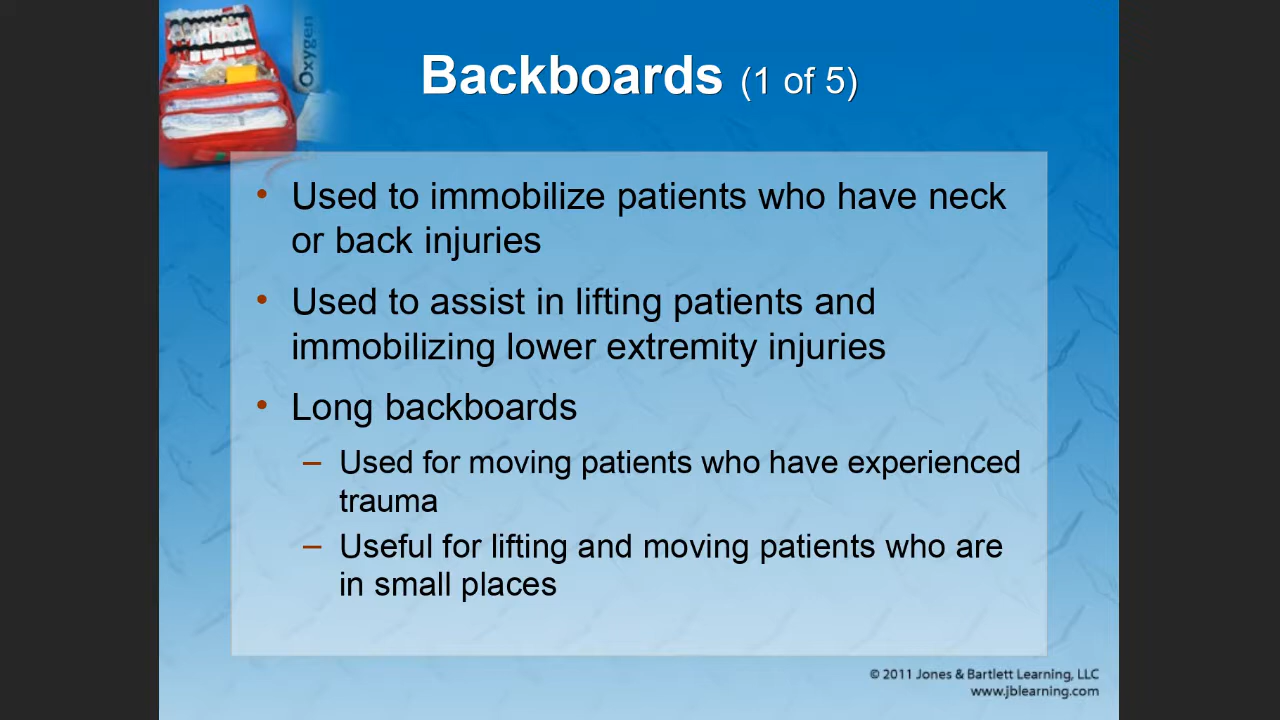 Oxygen
Backboards (1 of 5)
• Used to immobilize patients who have neck
or back injuries
• Used to assist in lifting patients and
immobilizing lower extremity injuries
• Long backboards
– Used for moving patients who have experienced
trauma
– Useful for lifting and moving patients who are
in small places
© 2011 Jones & Bartlett Learning, LLC
www.jblearning.com